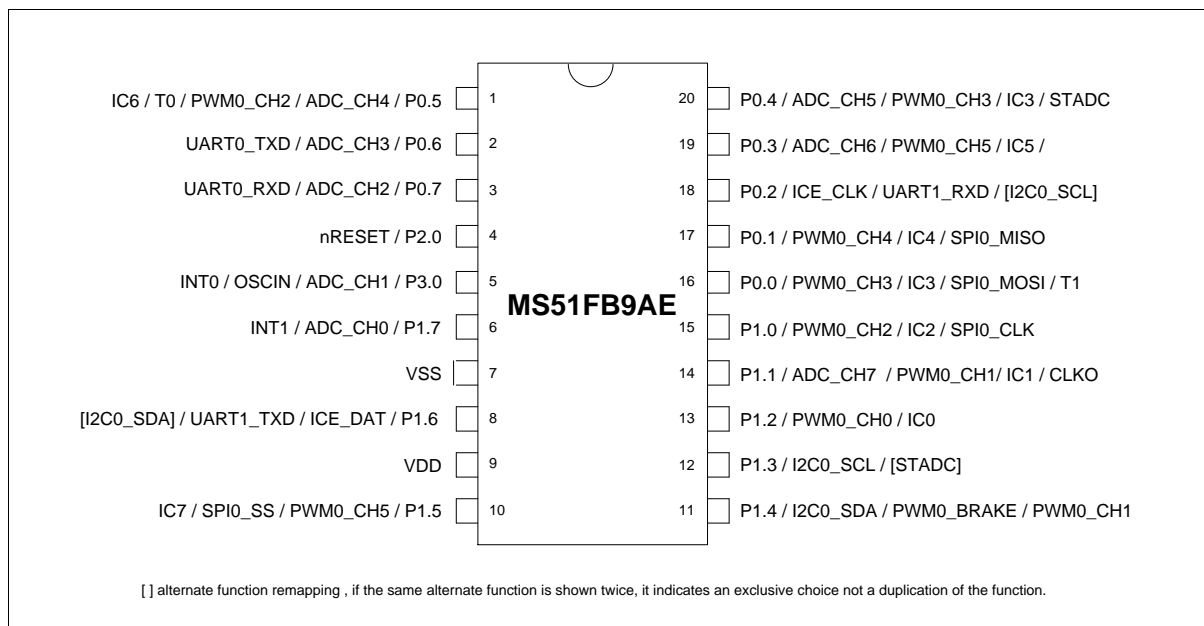 IC6 / T0 / PWM0_CH2 / ADC_CH4 / P0.5 1 20 P0.4 / ADC_CH5 / PWM0_CH3 / IC3 / STADC
UART0_TXD / ADC_CH3 / P0.6 2 19 P0.3 / ADC_CH6 / PWM0_CH5 / IC5 /
UART0_RXD / ADC_CH2 / P0.7 3 18 P0.2 / ICE_CLK / UART1_RXD / [I2C0_SCL]
nRESET / P2.0 4 17 P0.1 / PWM0_CH4 / IC4 / SPI0_MISO
INT0 / OSCIN / ADC_CH1 / P3.0 5 16 P0.0 / PWM0_CH3 / IC3 / SPI0_MOSI / T1
MS51FB9AE
INT1 / ADC_CH0 / P1.7 6 15 P1.0 / PWM0_CH2 / IC2 / SPI0_CLK
VSS 7 14 P1.1 / ADC_CH7 / PWM0_CH1/ IC1 / CLKO
[I2C0_SDA] / UART1_TXD / ICE_DAT / P1.6 8 13 P1.2 / PWM0_CH0 / IC0
VDD 9 12 P1.3 / I2C0_SCL / [STADC]
IC7 / SPI0_SS / PWM0_CH5 / P1.5 10 11 P1.4 / I2C0_SDA / PWM0_BRAKE / PWM0_CH1
[ ] alternate function remapping , if the same alternate function is shown twice, it indicates an exclusive choice not a duplication of the function.